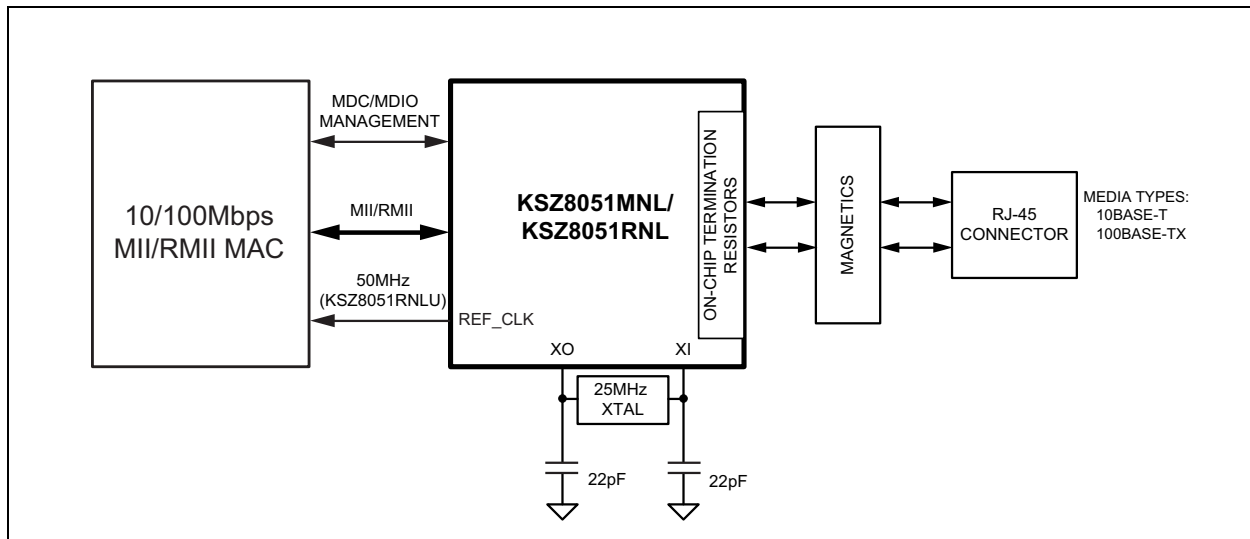 10/100Mbps
MII/RMII MAC
MDC/MDIO
MANAGEMENT
MII/RMII
50MHz
(KSZ8051RNLU)
KSZ8051MNL/
KSZ8051RNL
REF_CLK
XO
XI
ON-CHIP TERMINATION
RESISTORS
25MHz
XTAL
22pF
22pF
MAGNETICS
RJ-45
CONNECTOR
MEDIA TYPES:
10BASE-T
100BASE-TX